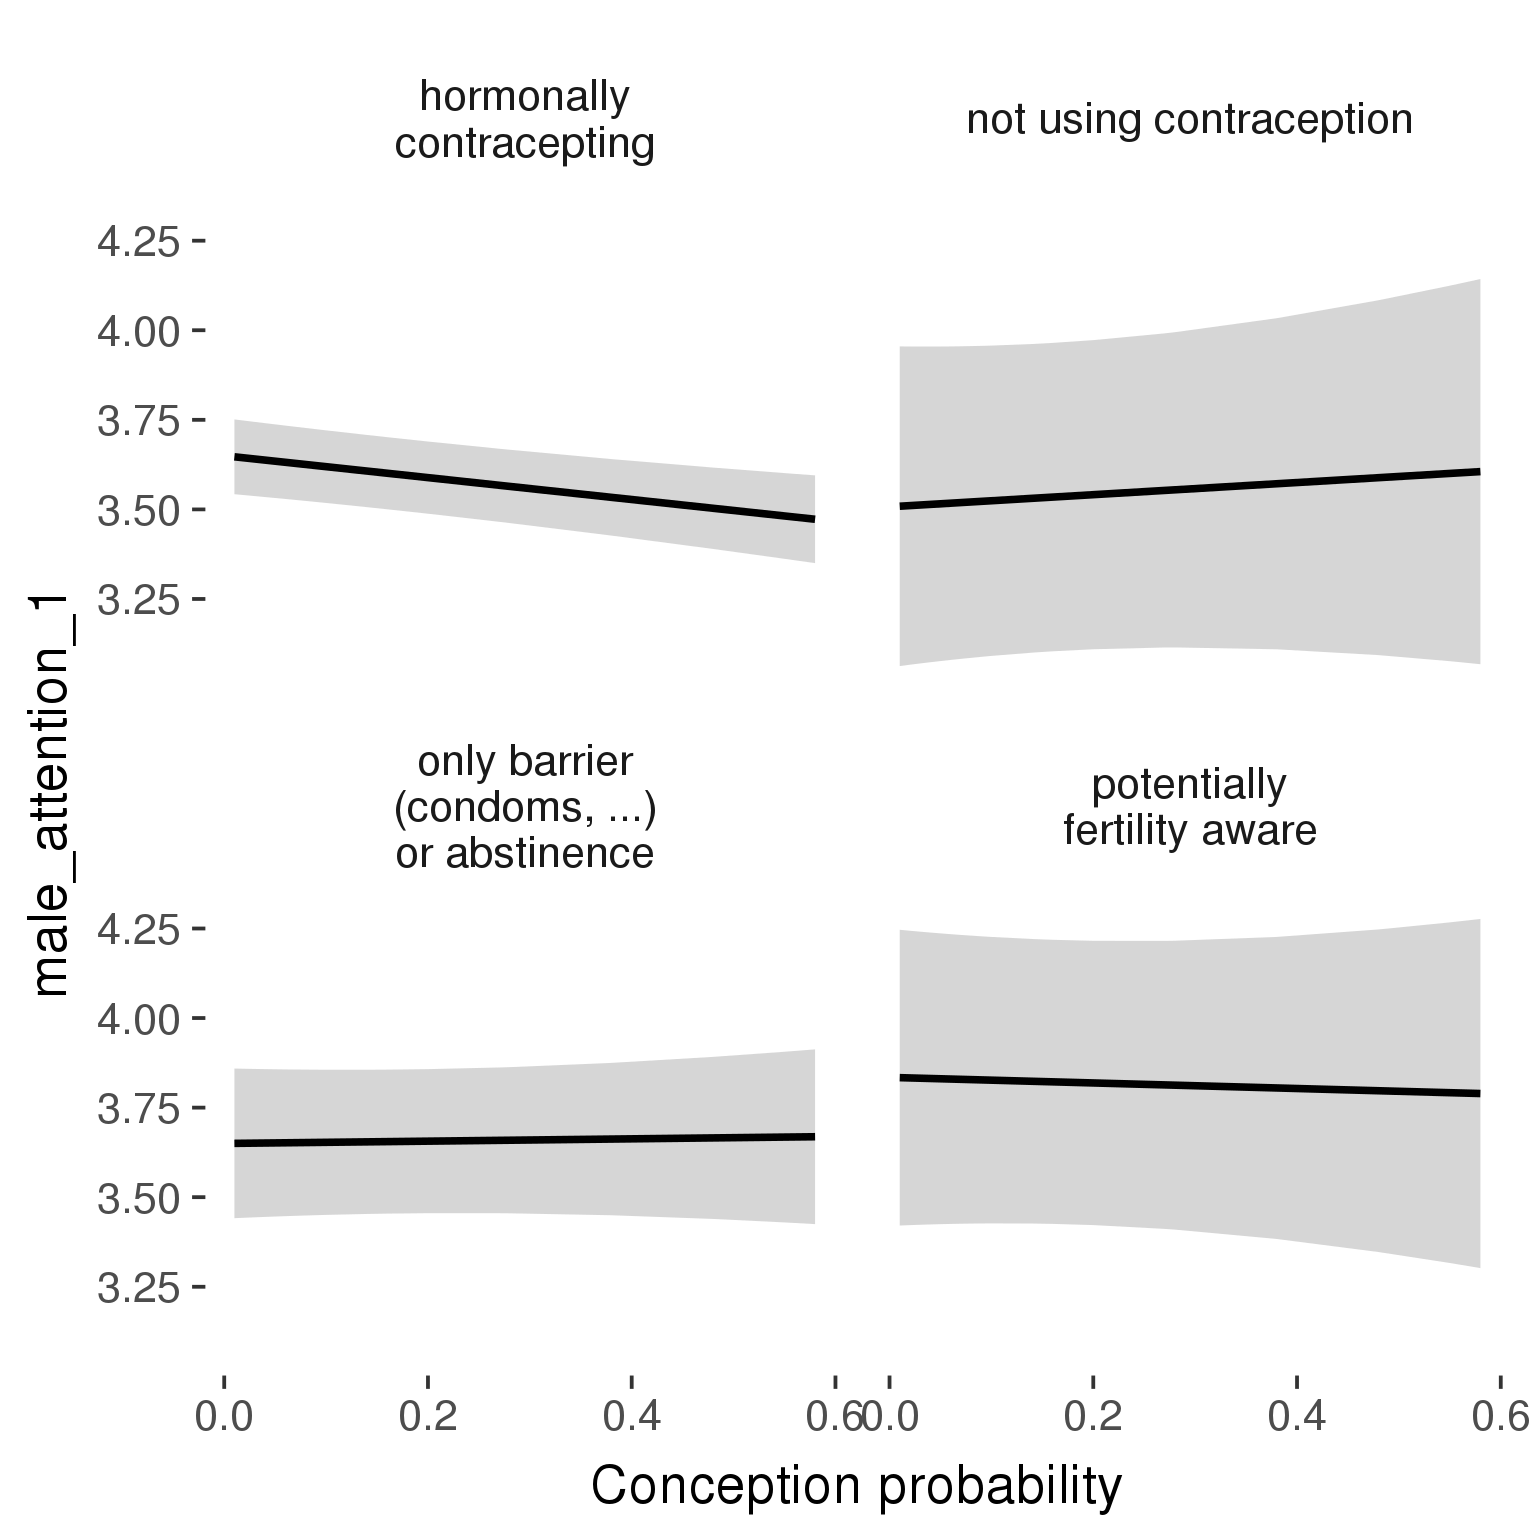 hormonally
contracepting
not using contraception
4.25
4.00
3.75
3.50
3.25
male_attention_1
only barrier
(condoms, ...)
or abstinence
potentially
fertility aware
4.25
4.00
3.75
3.50
3.25
0.0 0.2 0.4 0.6 0.0 0.2 0.4 0.6
Conception probability